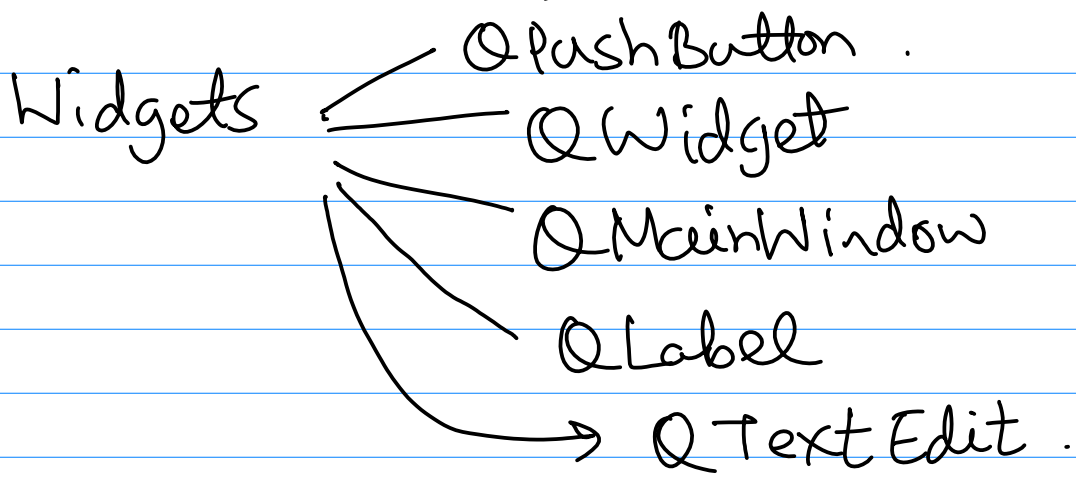 QPushButton .
Widgets
QWidget
QMainWindow
QLabel
QTextEdit .